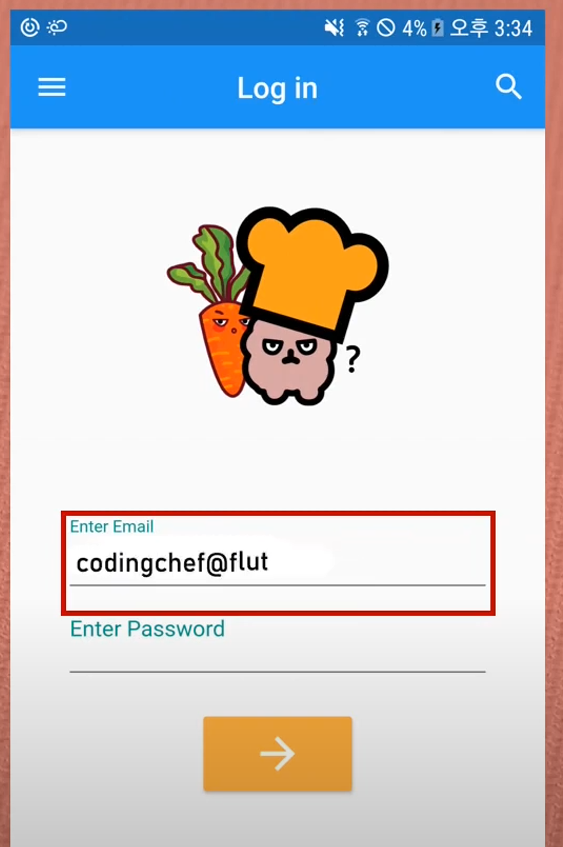 4% 오후 3:34
Log in
?
Enter Email
codingchef@flut
Enter Password